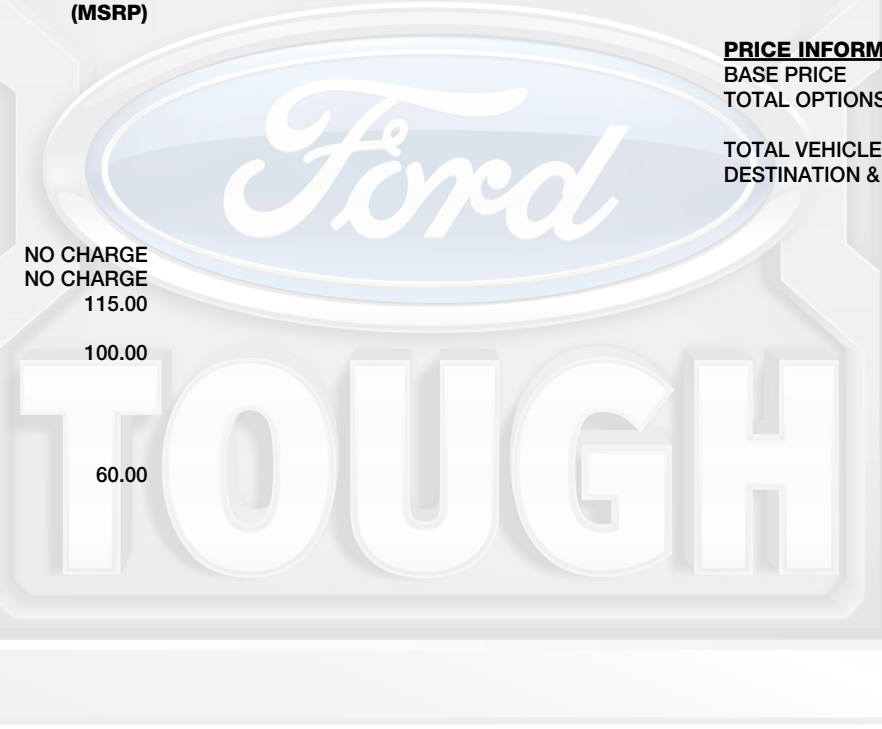 (MSRP)
PRICE INFORM
BASE PRICE
TOTAL OPTIONS
TOTAL VEHICLE
DESTINATION &
NO CHARGE
NO CHARGE
115.00
100.00
60.00
Ford
TOUGH